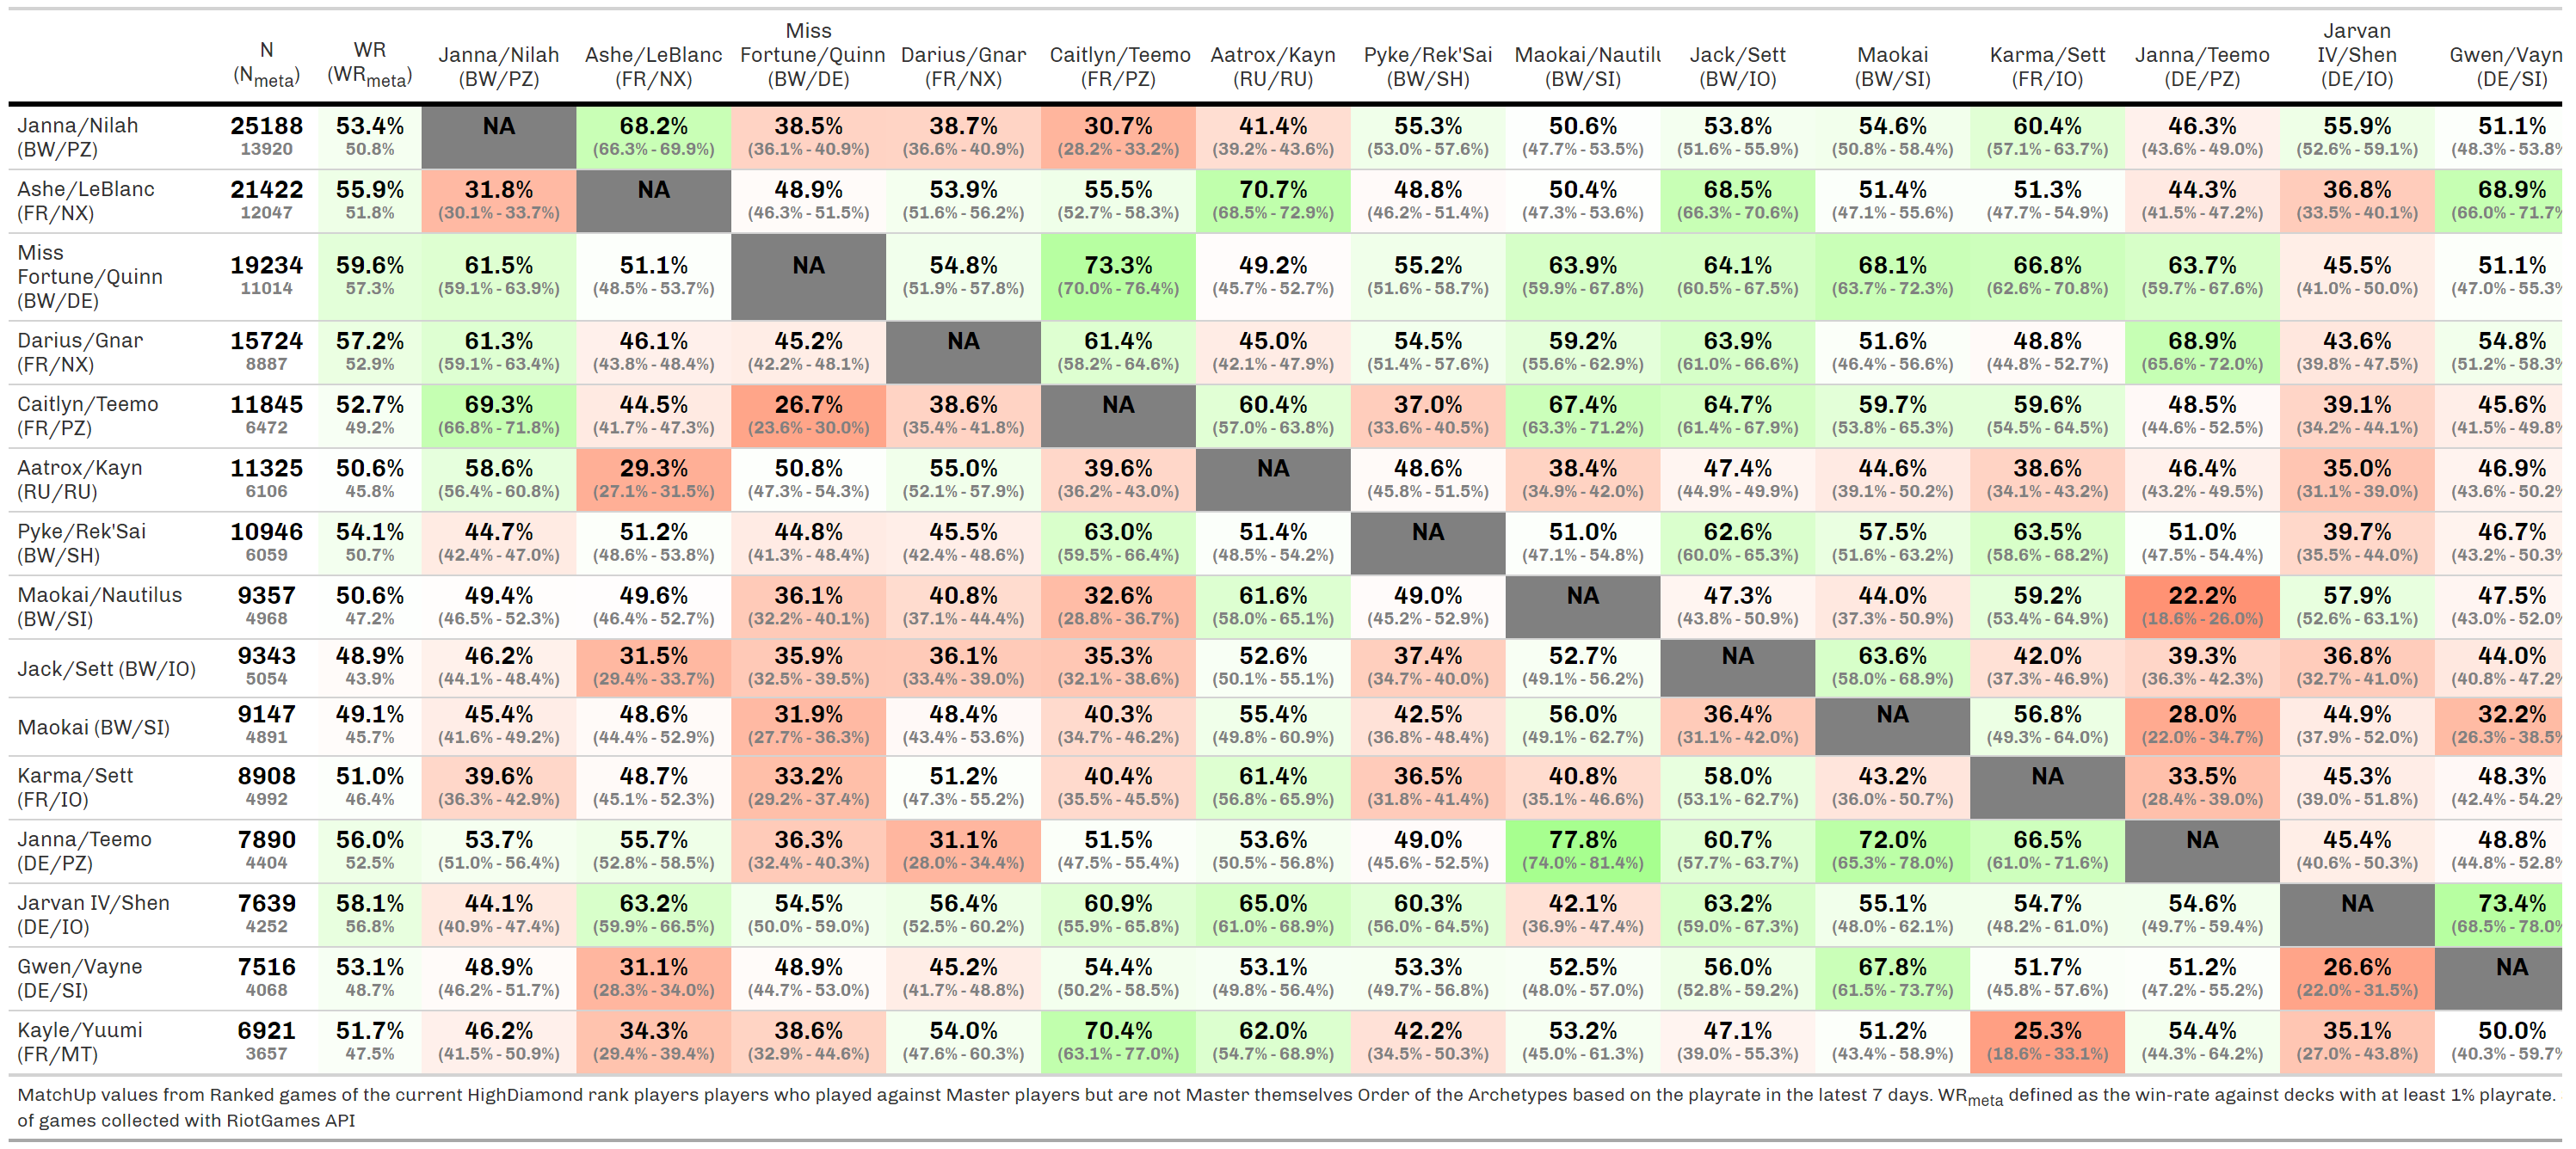 N (Nmeta) WR (WRmeta) Janna/Nilah (BW/PZ) Ashe/LeBlanc (FR/NX) Miss Fortune/Quinn (BW/DE) Darius/Gnar (FR/NX) Caitlyn/Teemo (FR/PZ) Aatrox/Kayn (RU/RU) Pyke/Rek'Sai (BW/SH) Maokai/Nautilu (BW/SI) Jack/Sett (BW/IO) Maokai (BW/SI) Karma/Sett (FR/IO) Janna/Teemo (DE/PZ) Jarvan IV/Shen (DE/IO) Gwen/Vayn (DE/SI)
Janna/Nilah 25188 53.4% NA 68.2% 38.5% 38.7% 30.7% 41.4% 55.3% 50.6% 53.8% 54.6% 60.4% 46.3% 55.9% 51.1%
(BW/PZ) 13920 50.8% (66.3% - 69.9%) (36.1% - 40.9%) (36.6% - 40.9%) (28.2% - 33.2%) (39.2% - 43.6%) (53.0% - 57.6%) (47.7% - 53.5%) (51.6% - 55.9%) (50.8% - 58.4%) (57.1% - 63.7%) (43.6% - 49.0%) (52.6% - 59.1%) (48.3% - 53.8%
Ashe/LeBlanc 21422 55.9% 31.8% NA 48.9% 53.9% 55.5% 70.7% 48.8% 50.4% 68.5% 51.4% 51.3% 44.3% 36.8% 68.9%
(FR/NX) 12047 51.8% (30.1% - 33.7%) (46.3% - 51.5%) (51.6% - 56.2%) (52.7% - 58.3%) (68.5% - 72.9%) (46.2% - 51.4%) (47.3% - 53.6%) (66.3% - 70.6%) (47.1% - 55.6%) (47.7% - 54.9%) (41.5% - 47.2%) (33.5% - 40.1%) (66.0% - 71.7%
Miss
Fortune/Quinn 19234 59.6% 61.5% 51.1% NA 54.8% 73.3% 49.2% 55.2% 63.9% 64.1% 68.1% 66.8% 63.7% 45.5% 51.1%
(BW/DE) 11014 57.3% (59.1% - 63.9%) (48.5% - 53.7%) (51.9% - 57.8%) (70.0% - 76.4%) (45.7% - 52.7%) (51.6% - 58.7%) (59.9% - 67.8%) (60.5% - 67.5%) (63.7% - 72.3%) (62.6% - 70.8%) (59.7% - 67.6%) (41.0% - 50.0%) (47.0% - 55.3%
Darius/Gnar 15724 57.2% 61.3% 46.1% 45.2% NA 61.4% 45.0% 54.5% 59.2% 63.9% 51.6% 48.8% 68.9% 43.6% 54.8%
(FR/NX) 8887 52.9% (59.1% - 63.4%) (43.8% - 48.4%) (42.2% - 48.1%) (58.2% - 64.6%) (42.1% - 47.9%) (51.4% - 57.6%) (55.6% - 62.9%) (61.0% - 66.6%) (46.4% - 56.6%) (44.8% - 52.7%) (65.6% - 72.0%) (39.8% - 47.5%) (51.2% - 58.3%
Caitlyn/Teemo 11845 52.7% 69.3% 44.5% 26.7% 38.6% NA 60.4% 37.0% 67.4% 64.7% 59.7% 59.6% 48.5% 39.1% 45.6%
(FR/PZ) 6472 49.2% (66.8% - 71.8%) (41.7% - 47.3%) (23.6% - 30.0%) (35.4% - 41.8%) (57.0% - 63.8%) (33.6% - 40.5%) (63.3% - 71.2%) (61.4% - 67.9%) (53.8% - 65.3%) (54.5% - 64.5%) (44.6% - 52.5%) (34.2% - 44.1%) (41.5% - 49.8%
Aatrox/Kayn 11325 50.6% 58.6% 29.3% 50.8% 55.0% 39.6% NA 48.6% 38.4% 47.4% 44.6% 38.6% 46.4% 35.0% 46.9%
(RU/RU) 6106 45.8% (56.4% - 60.8%) (27.1% - 31.5%) (47.3% - 54.3%) (52.1% - 57.9%) (36.2% - 43.0%) (45.8% - 51.5%) (34.9% - 42.0%) (44.9% - 49.9%) (39.1% - 50.2%) (34.1% - 43.2%) (43.2% - 49.5%) (31.1% - 39.0%) (43.6% - 50.2%
Pyke/Rek'Sai 10946 54.1% 44.7% 51.2% 44.8% 45.5% 63.0% 51.4% NA 51.0% 62.6% 57.5% 63.5% 51.0% 39.7% 46.7%
(BW/SH) 6059 50.7% (42.4% - 47.0%) (48.6% - 53.8%) (41.3% - 48.4%) (42.4% - 48.6%) (59.5% - 66.4%) (48.5% - 54.2%) (47.1% - 54.8%) (60.0% - 65.3%) (51.6% - 63.2%) (58.6% - 68.2%) (47.5% - 54.4%) (35.5% - 44.0%) (43.2% - 50.3%
Maokai/Nautilus 9357 50.6% 49.4% 49.6% 36.1% 40.8% 32.6% 61.6% 49.0% NA 47.3% 44.0% 59.2% 22.2% 57.9% 47.5%
(BW/SI) 4968 47.2% (46.5% - 52.3%) (46.4% - 52.7%) (32.2% - 40.1%) (37.1% - 44.4%) (28.8% - 36.7%) (58.0% - 65.1%) (45.2% - 52.9%) (43.8% - 50.9%) (37.3% - 50.9%) (53.4% - 64.9%) (18.6% - 26.0%) (52.6% - 63.1%) (43.0% - 52.0%
Jack/Sett (BW/IO) 9343 48.9% 46.2% 31.5% 35.9% 36.1% 35.3% 52.6% 37.4% 52.7% NA 63.6% 42.0% 39.3% 36.8% 44.0%
5054 43.9% (44.1% - 48.4%) (29.4% - 33.7%) (32.5% - 39.5%) (33.4% - 39.0%) (32.1% - 38.6%) (50.1% - 55.1%) (34.7% - 40.0%) (49.1% - 56.2%) (58.0% - 68.9%) (37.3% - 46.9%) (36.3% - 42.3%) (32.7% - 41.0%) (40.8% - 47.2%
Maokai (BW/SI) 9147 49.1% 45.4% 48.6% 31.9% 48.4% 40.3% 55.4% 42.5% 56.0% 36.4% NA 56.8% 28.0% 44.9% 32.2%
4891 45.7% (41.6% - 49.2%) (44.4% - 52.9%) (27.7% - 36.3%) (43.4% - 53.6%) (34.7% - 46.2%) (49.8% - 60.9%) (36.8% - 48.4%) (49.1% - 62.7%) (31.1% - 42.0%) (49.3% - 64.0%) (22.0% - 34.7%) (37.9% - 52.0%) (26.3% - 38.5%
Karma/Sett 8908 51.0% 39.6% 48.7% 33.2% 51.2% 40.4% 61.4% 36.5% 40.8% 58.0% 43.2% NA 33.5% 45.3% 48.3%
(FR/IO) 4992 46.4% (36.3% - 42.9%) (45.1% - 52.3%) (29.2% - 37.4%) (47.3% - 55.2%) (35.5% - 45.5%) (56.8% - 65.9%) (31.8% - 41.4%) (35.1% - 46.6%) (53.1% - 62.7%) (36.0% - 50.7%) (28.4% - 39.0%) (39.0% - 51.8%) (42.4% - 54.2%
Janna/Teemo 7890 56.0% 53.7% 55.7% 36.3% 31.1% 51.5% 53.6% 49.0% 77.8% 60.7% 72.0% 66.5% NA 45.4% 48.8%
(DE/PZ) 4404 52.5% (51.0% - 56.4%) (52.8% - 58.5%) (32.4% - 40.3%) (28.0% - 34.4%) (47.5% - 55.4%) (50.5% - 56.8%) (45.6% - 52.5%) (74.0% - 81.4%) (57.7% - 63.7%) (65.3% - 78.0%) (61.0% - 71.6%) (40.6% - 50.3%) (44.8% - 52.8%
Jarvan IV/Shen 7639 58.1% 44.1% 63.2% 54.5% 56.4% 60.9% 65.0% 60.3% 42.1% 63.2% 55.1% 54.7% 54.6% NA 73.4%
(DE/IO) 4252 56.8% (40.9% - 47.4%) (59.9% - 66.5%) (50.0% - 59.0%) (52.5% - 60.2%) (55.9% - 65.8%) (61.0% - 68.9%) (56.0% - 64.5%) (36.9% - 47.4%) (59.0% - 67.3%) (48.0% - 62.1%) (48.2% - 61.0%) (49.7% - 59.4%) (68.5% - 78.0%
Gwen/Vayne 7516 53.1% 48.9% 31.1% 48.9% 45.2% 54.4% 53.1% 53.3% 52.5% 56.0% 67.8% 51.7% 51.2% 26.6% NA
(DE/SI) 4068 48.7% (46.2% - 51.7%) (28.3% - 34.0%) (44.7% - 53.0%) (41.7% - 48.8%) (50.2% - 58.5%) (49.8% - 56.4%) (49.7% - 56.8%) (48.0% - 57.0%) (52.8% - 59.2%) (61.5% - 73.7%) (45.8% - 57.6%) (47.2% - 55.2%) (22.0% - 31.5%)
Kayle/Yuumi 6921 51.7% 46.2% 34.3% 38.6% 54.0% 70.4% 62.0% 42.2% 53.2% 47.1% 51.2% 25.3% 54.4% 35.1% 50.0%
(FR/MT) 3657 47.5% (41.5% - 50.9%) (29.4% - 39.4%) (32.9% - 44.6%) (47.6% - 60.3%) (63.1% - 77.0%) (54.7% - 68.9%) (34.5% - 50.3%) (45.0% - 61.3%) (39.0% - 55.3%) (43.4% - 58.9%) (18.6% - 33.1%) (44.3% - 64.2%) (27.0% - 43.8%) (40.3% - 59.7%
MatchUp values from Ranked games of the current HighDiamond rank players players who played against Master players but are not Master themselves Order of the Archetypes based on the playrate in the latest 7 days. WRmeta defined as the win-rate against decks with at least 1% playrate.
of games collected with RiotGames API